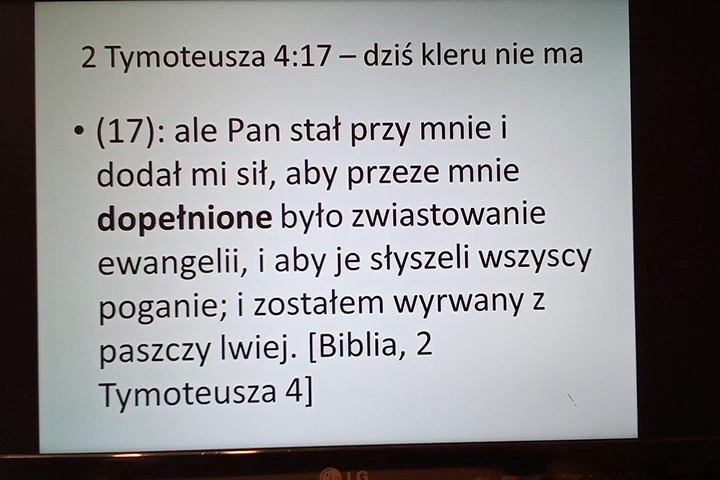 2 Tymoteusza 4:17 – dziś kleru nie ma
• (17): ale Pan stał przy mnie i
dodał mi sił, aby przeze mnie
dopełnione było zwiastowanie
ewangelii, i aby je słyszeli wszyscy
poganie; i zostałem wyrwany z
paszczy lwiej. [Biblia, 2
Tymoteusza 4]
LG